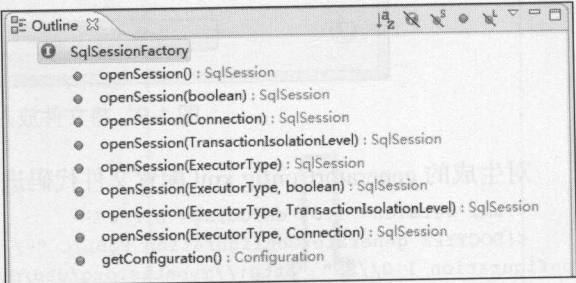 Outline
SqlSessionFactory
openSession() : SqlSession
openSession(boolean) : SqlSession
openSession(Connection) : SqlSession
openSession(TransactionIsolationLevel) : SqlSession
openSession(ExecutorType) : SqlSession
openSession(ExecutorType, boolean) : SqlSession
openSession(ExecutorType, TransactionIsolationLevel) : SqlSession
openSession(ExecutorType, Connection) : SqlSession
getConfiguration() : Configuration